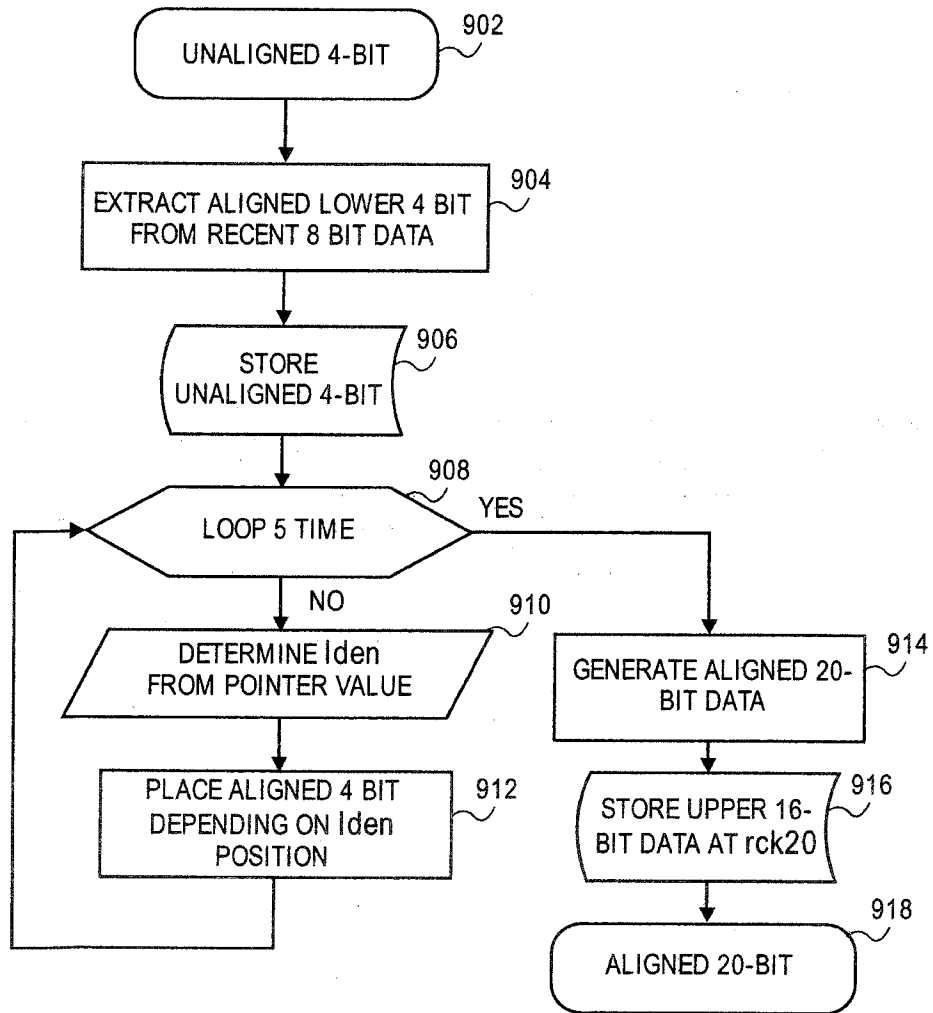 UNALIGNED 4-BIT
902
EXTRACT ALIGNED LOWER 4 BIT
FROM RECENT 8 BIT DATA
904
STORE
UNALIGNED 4-BIT
906
LOOP 5 TIME
908
YES
NO
DETERMINE lden
FROM POINTER VALUE
910
PLACE ALIGNED 4 BIT
DEPENDING ON lden
POSITION
912
GENERATE ALIGNED 20-
BIT DATA
914
STORE UPPER 16-
BIT DATA AT rck20
916
ALIGNED 20-BIT
918